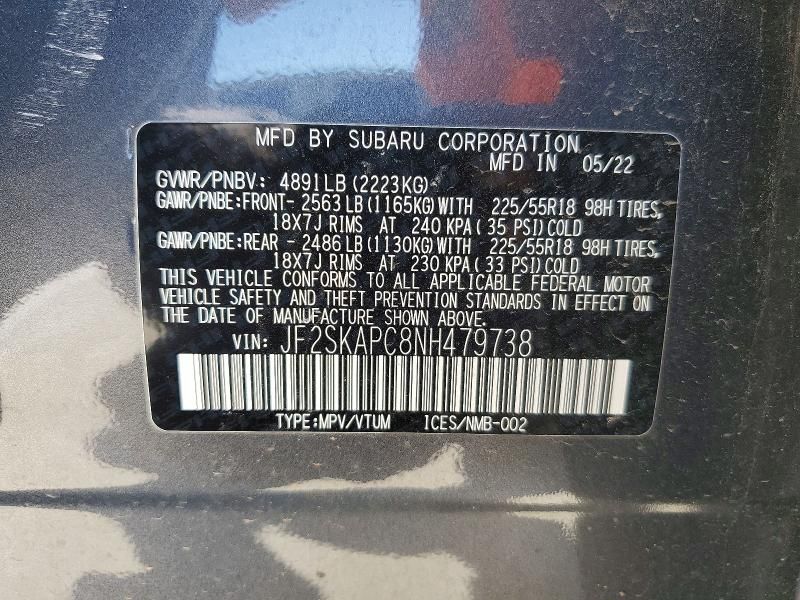 MFD BY SUBARU CORPORATION
MFD IN 05/22
GVWR/PNBV: 4891LB(2223KG)
GAWR/PNBE:FRONT- 2563LB(1165KG)WITH 225/55R18 98H TIRES,
18X7J RIMS AT 240 KPA( 35 PSI)COLD
GAWR/PNBE:REAR - 2486LB(1130KG)WITH 225/55R18 98H TIRES,
18X7J RIMS AT 230 KPA( 33 PSI)COLD
THIS VEHICLE CONFORMS TO ALL APPLICABLE FEDERAL MOTOR
VEHICLE SAFETY AND THEFT PREVENTION STANDARDS IN EFFECT ON
THE DATE OF MANUFACTURE SHOWN ABOVE.
VIN: JF2SKAPC8NH479738
TYPE:MPV/VTUM ICES/NMB-002